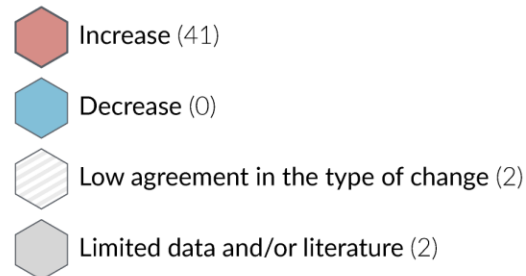 Increase (41)
Decrease (0)
Low agreement in the type of change (2)
Limited data and/or literature (2)